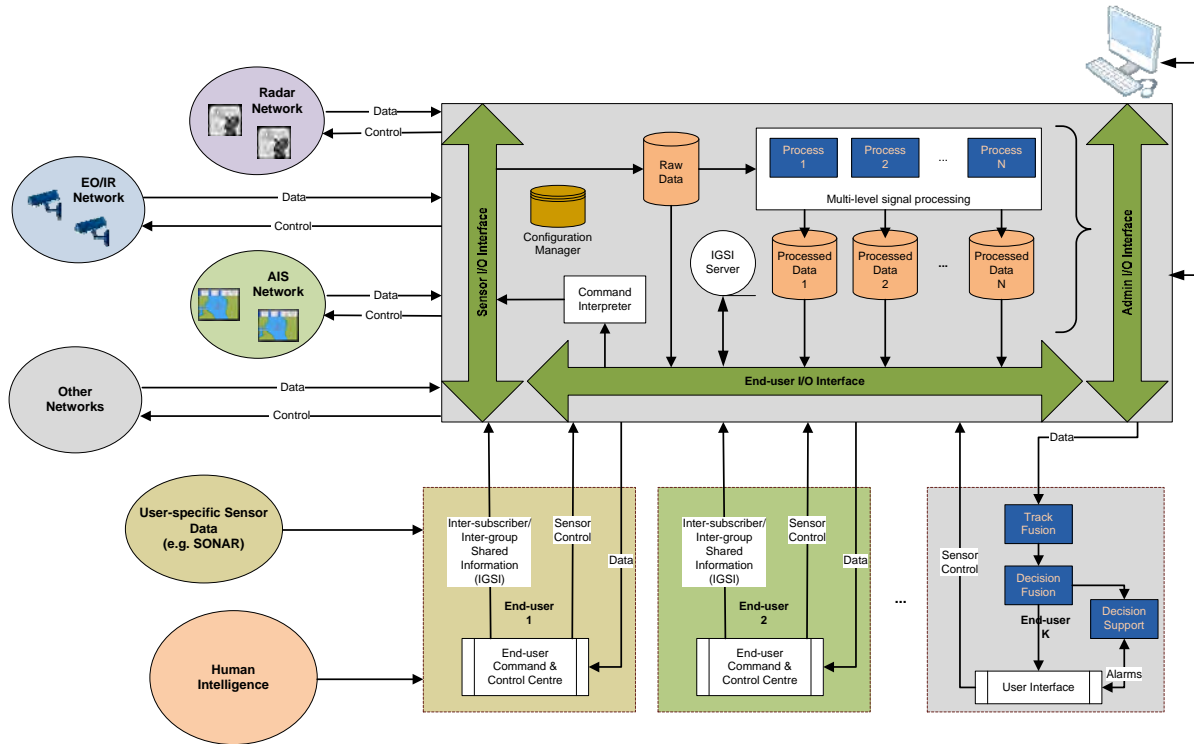 Radar
Network
Data
Control
EO/IR
Network
Data
Control
AIS
Network
Data
Control
Other
Networks
Data
Control
Sensor I/O Interface
Raw
Data
Configuration
Manager
Command
Interpreter
IGSI
Server
Process
1
Process
2
...
Process
N
Multi-level signal processing
Processed
Data
1
Processed
Data
2
...
Processed
Data
N
Admin I/O Interface
End-user I/O Interface
User-specific Sensor
Data
(e.g. SONAR)
Human
Intelligence
Inter-subscriber/
Inter-group
Shared
Information
(IGSI)
Sensor
Control
Data
End-user
1
End-user
Command &
Control Centre
Inter-subscriber/
Inter-group
Shared
Information
(IGSI)
Sensor
Control
Data
End-user
2
End-user
Command &
Control Centre
...
Data
Sensor
Control
Track
Fusion
Decision
Fusion
Decision
Support
End-user
K
Alarms
User Interface